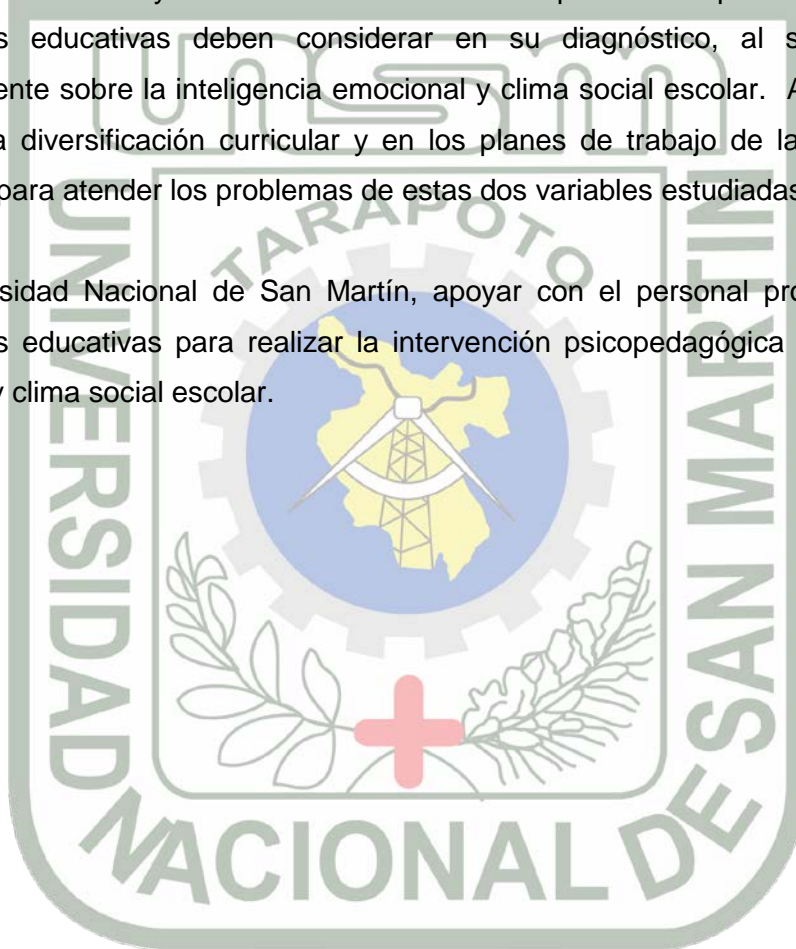 s educativas deben considerar en su diagnóstico, al s
ente sobre la inteligencia emocional y clima social escolar. A
a diversificación curricular y en los planes de trabajo de la
para atender los problemas de estas dos variables estudiadas
sidad Nacional de San Martín, apoyar con el personal pro
s educativas para realizar la intervención psicopedagógica
y clima social escolar.
unsm
TARAPOTO
UNIVERSIDAD NACIONAL DE SAN MARTIN